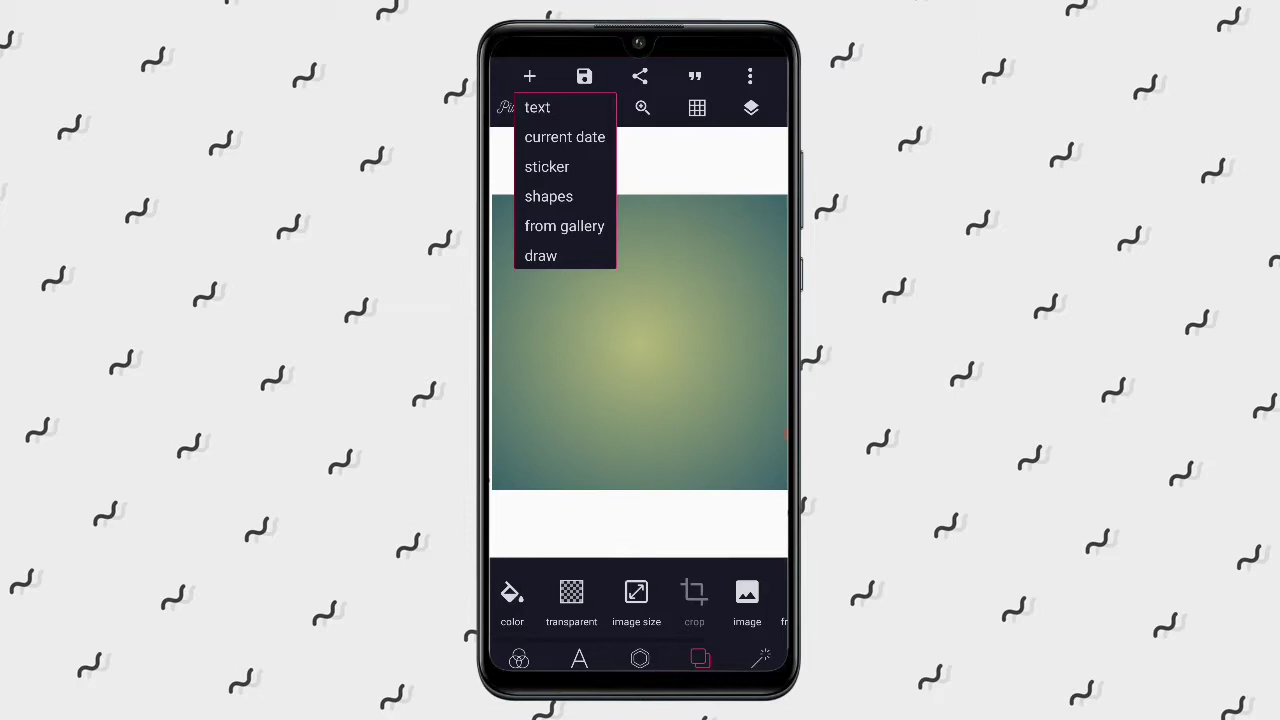 text
current date
sticker
shapes
from gallery
draw
color
transparent
image size
crop
image